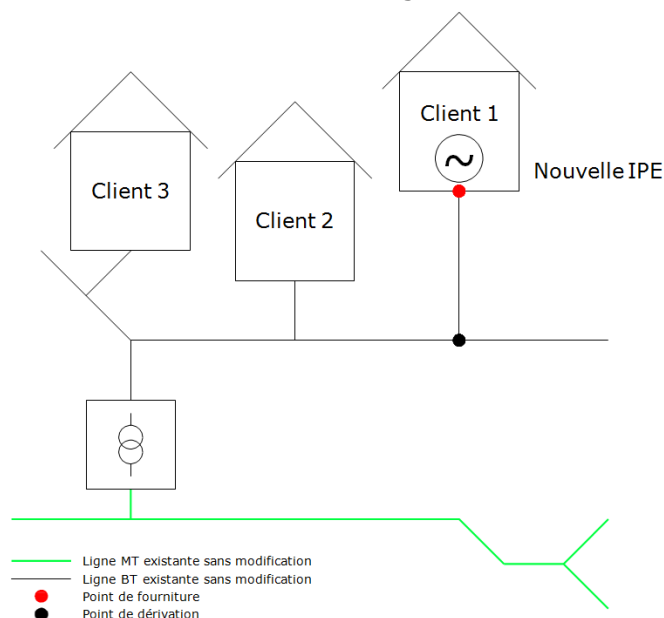 Client 1
Nouvelle IPE
Client 3
Client 2
Ligne MT existante sans modification
Ligne BT existante sans modification
Point de fourniture
Point de dérivation